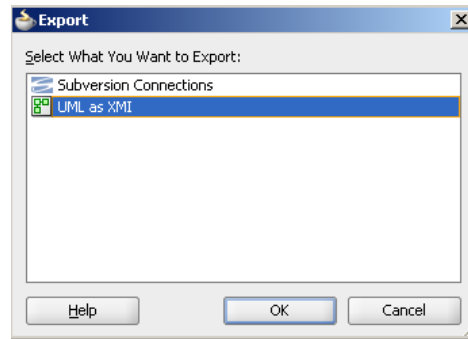 Export
Select What You Want to Export:
Subversion Connections
UML as XMI
Help
OK
Cancel